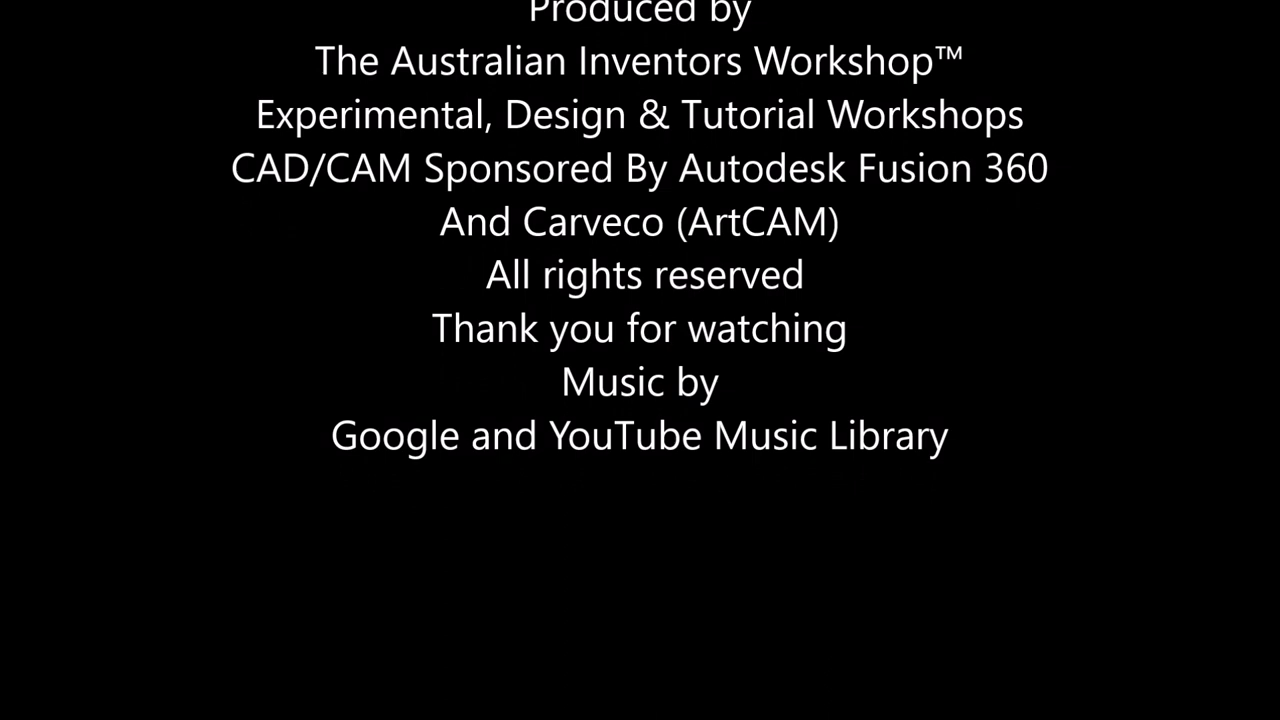 Produced by
The Australian Inventors Workshop™
Experimental, Design & Tutorial Workshops
CAD/CAM Sponsored By Autodesk Fusion 360
And Carveco (ArtCAM)
All rights reserved
Thank you for watching
Music by
Google and YouTube Music Library